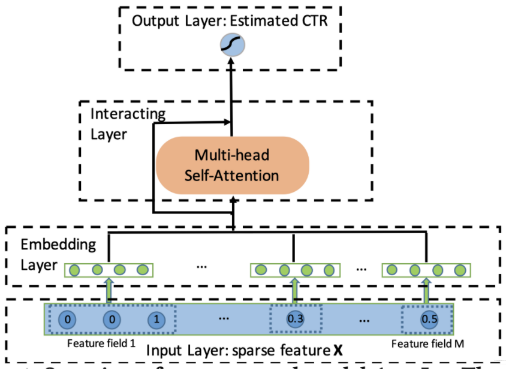 Output Layer: Estimated CTR
Interacting
Layer
Multi-head
Self-Attention
Embedding
Layer
...
...
0 0 1 ... 0.3 ... 0.5
Feature field 1
Feature field M
Input Layer: sparse feature X